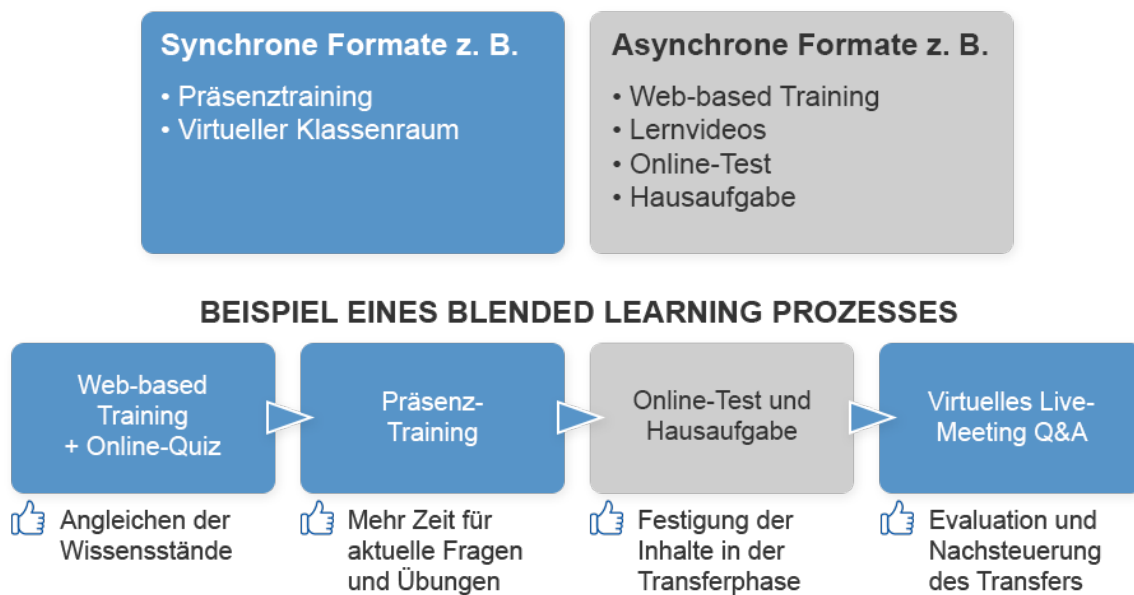 Synchrone Formate z. B.
• Präsenztraining
• Virtueller Klassenraum
Asynchrone Formate z. B.
• Web-based Training
• Lernvideos
• Online-Test
• Hausaufgabe
BEISPIEL EINES BLENDED LEARNING PROZESSES
Web-based
Training
+ Online-Quiz
Präsenz-
Training
Online-Test und
Hausaufgabe
Virtuelles Live-
Meeting Q&A
Angleichen der
Wissensstände
Mehr Zeit für
aktuelle Fragen
und Übungen
Festigung der
Inhalte in der
Transferphase
Evaluation und
Nachsteuerung
des Transfers